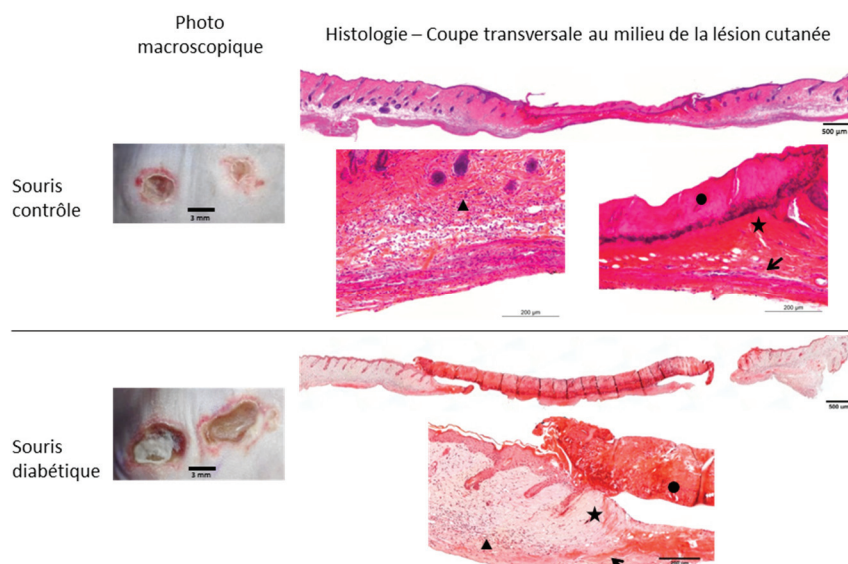 Photo
macroscopique
Histologie – Coupe transversale au milieu de la lésion cutanée
500 µm
Souris
contrôle
3 mm
200 µm
200 µm
Souris
diabétique
3 mm
500 µm